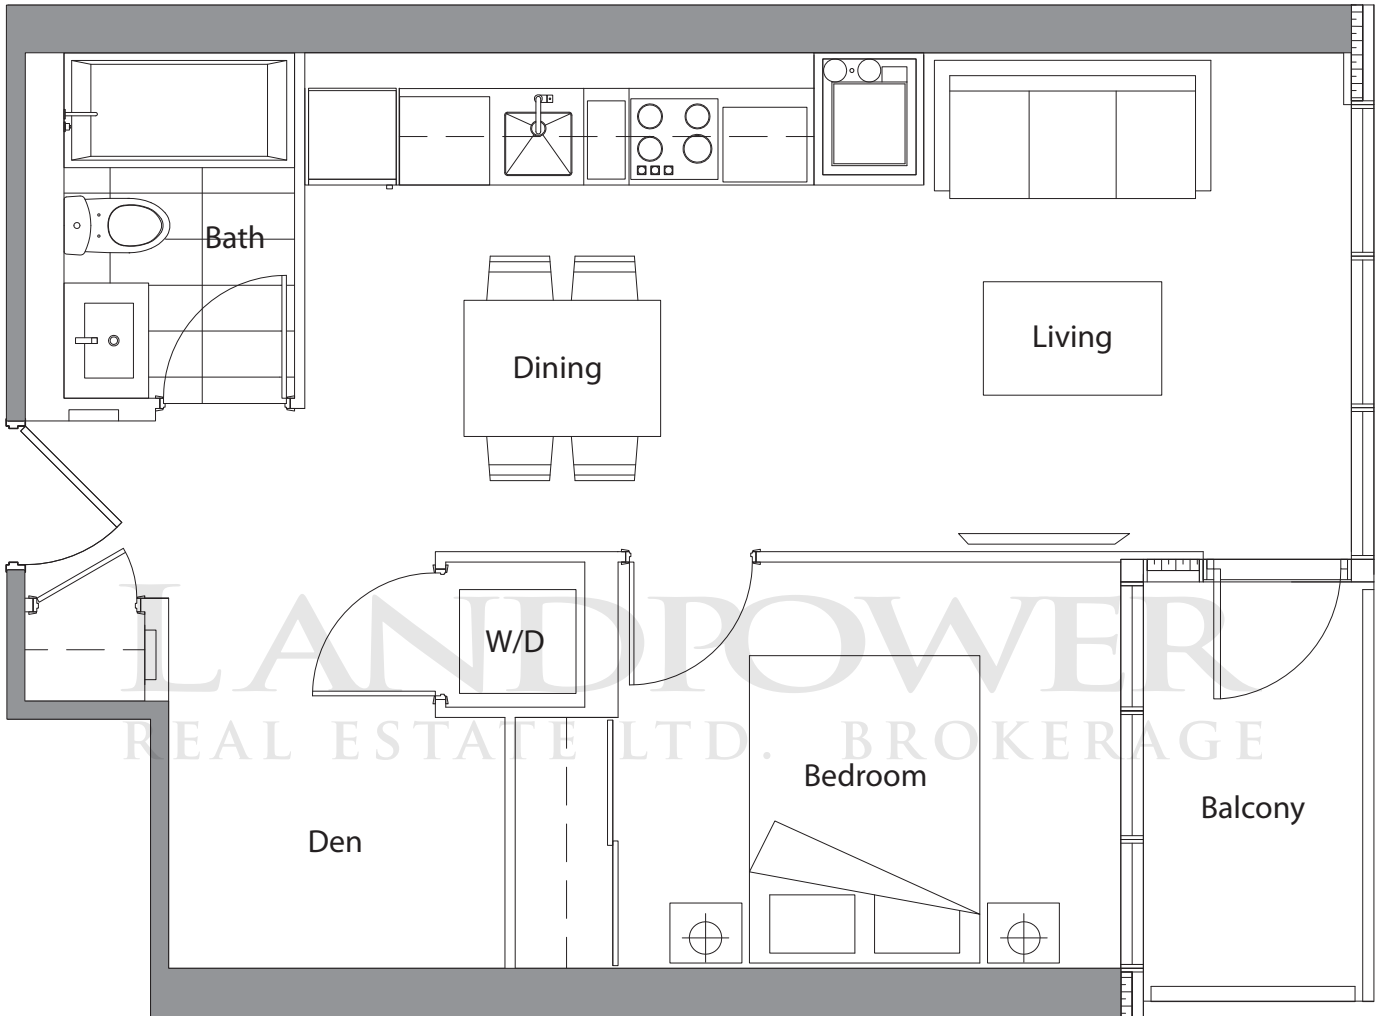 Bath
Dining
Living
LANDPOWER
W/D
REAL ESTATE LTD. BROKERAGE
Bedroom
Balcony
Den